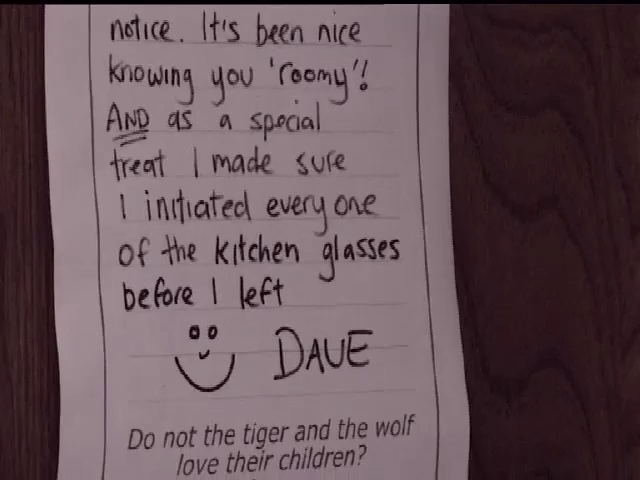 notice. It's been nice
knowing you 'roomy'!
AND as a special
treat I made sure
I initiated every one
of the kitchen glasses
before I left
DAVE
Do not the tiger and the wolf
love their children?